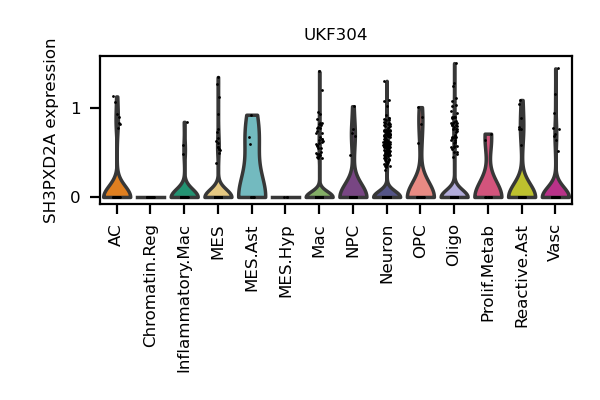 UKF304
SH3PXD2A expression
1
0
AC
Chromatin.Reg
Inflammatory.Mac
MES
MES.Ast
MES.Hyp
Mac
NPC
Neuron
OPC
Oligo
Prolif.Metab
Reactive.Ast
Vasc